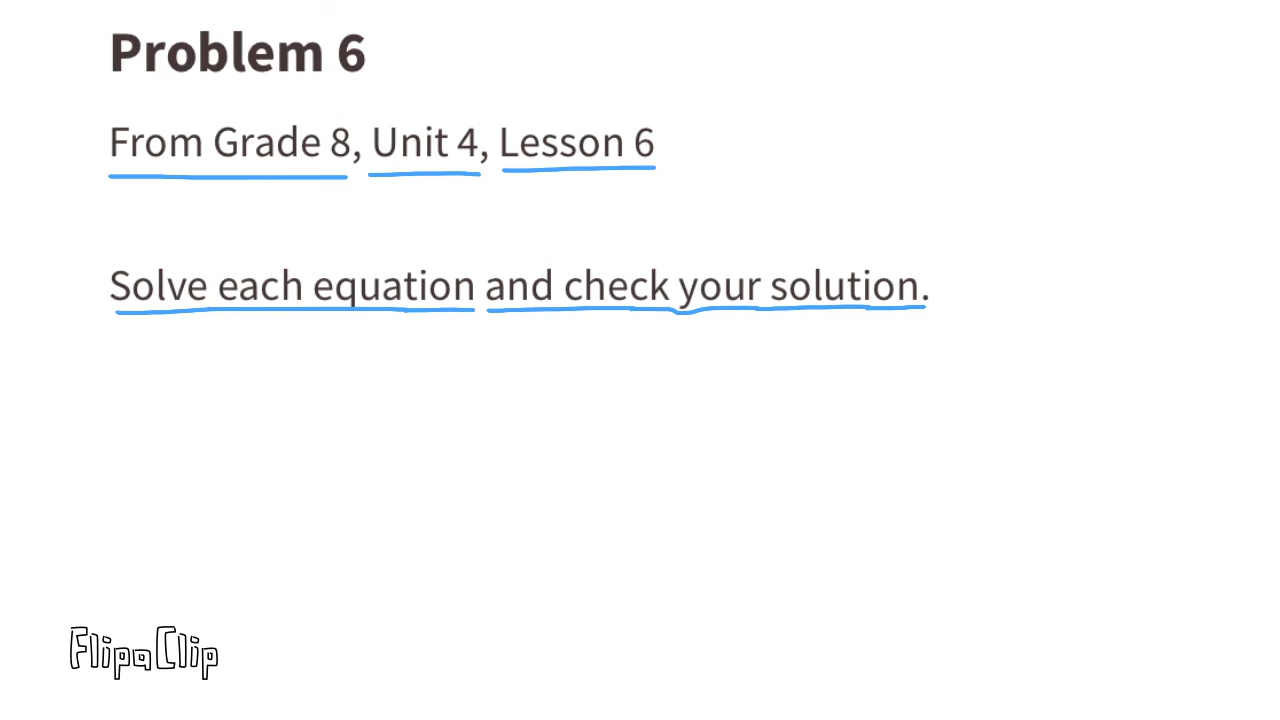 Problem 6
From Grade 8, Unit 4, Lesson 6
Solve each equation and check your solution.
FlipaClip